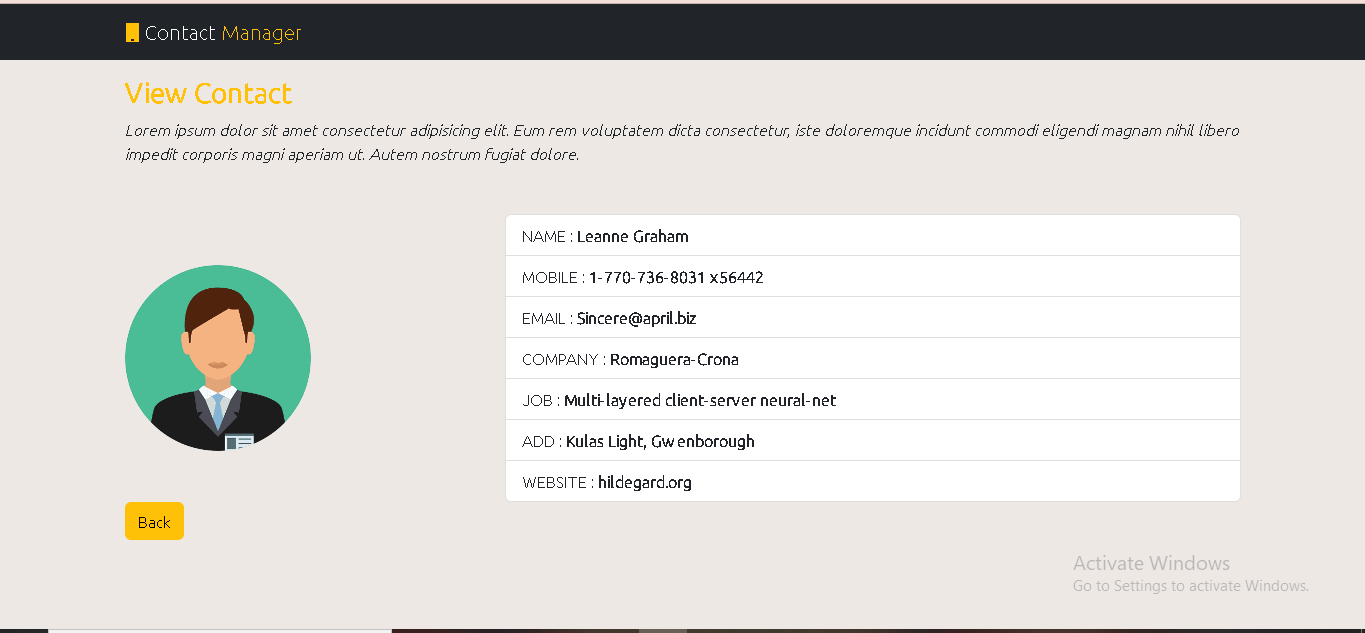 Contact Manager
View Contact
Lorem ipsum dolor sit amet consectetur adipisicing elit. Eum rem voluptatem dicta consectetur, iste doloremque incidunt commodi eligendi magnam nihil libero
impedit corporis magni aperiam ut. Autem nostrum fugiat dolore.
NAME : Leanne Graham
MOBILE : 1-770-736-8031 x56442
EMAIL : Sincere@april.biz
COMPANY : Romaguera-Crona
JOB : Multi-layered client-server neural-net
ADD : Kulas Light, Gwenborough
WEBSITE : hildegard.org
Back
Activate Windows
Go to Settings to activate Windows.